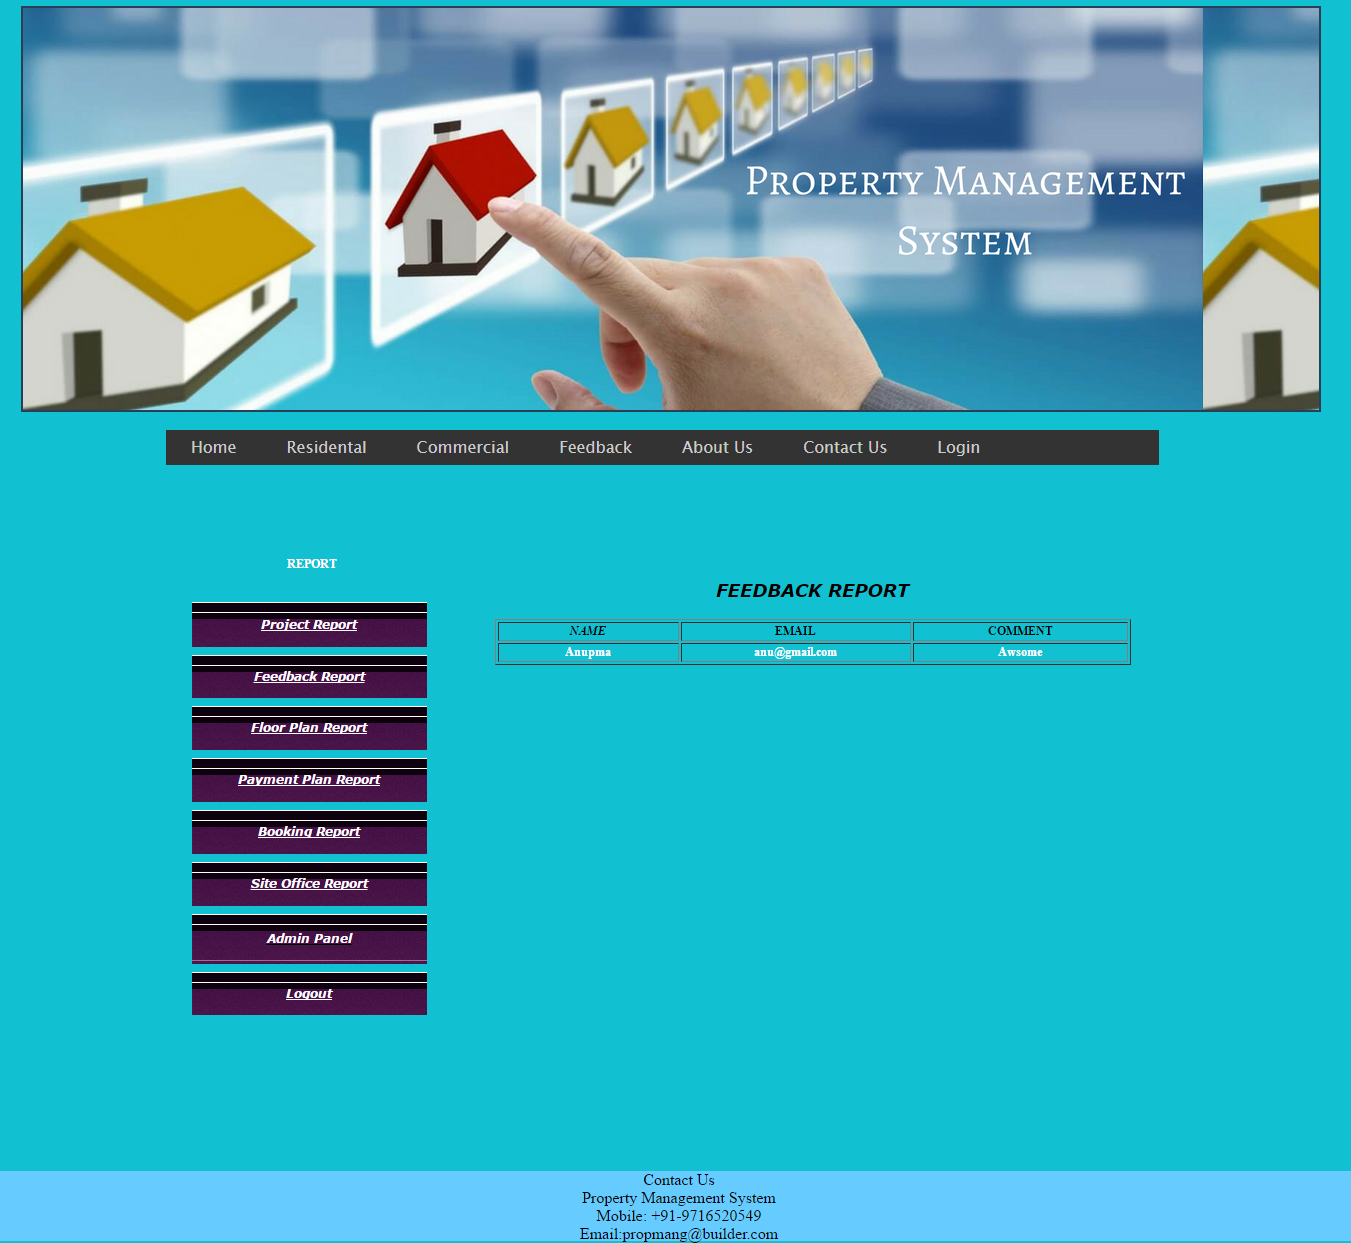 Property Management
System
Home Residental Commercial Feedback About Us Contact Us Login
REPORT
Project Report
Feedback Report
Floor Plan Report
Payment Plan Report
Booking Report
Site Office Report
Admin Panel
Logout
FEEDBACK REPORT
NAME EMAIL COMMENT
Anupma anu@gmail.com Awsome
Contact Us
Property Management System
Mobile: +91-9716520549
Email:propmang@builder.com